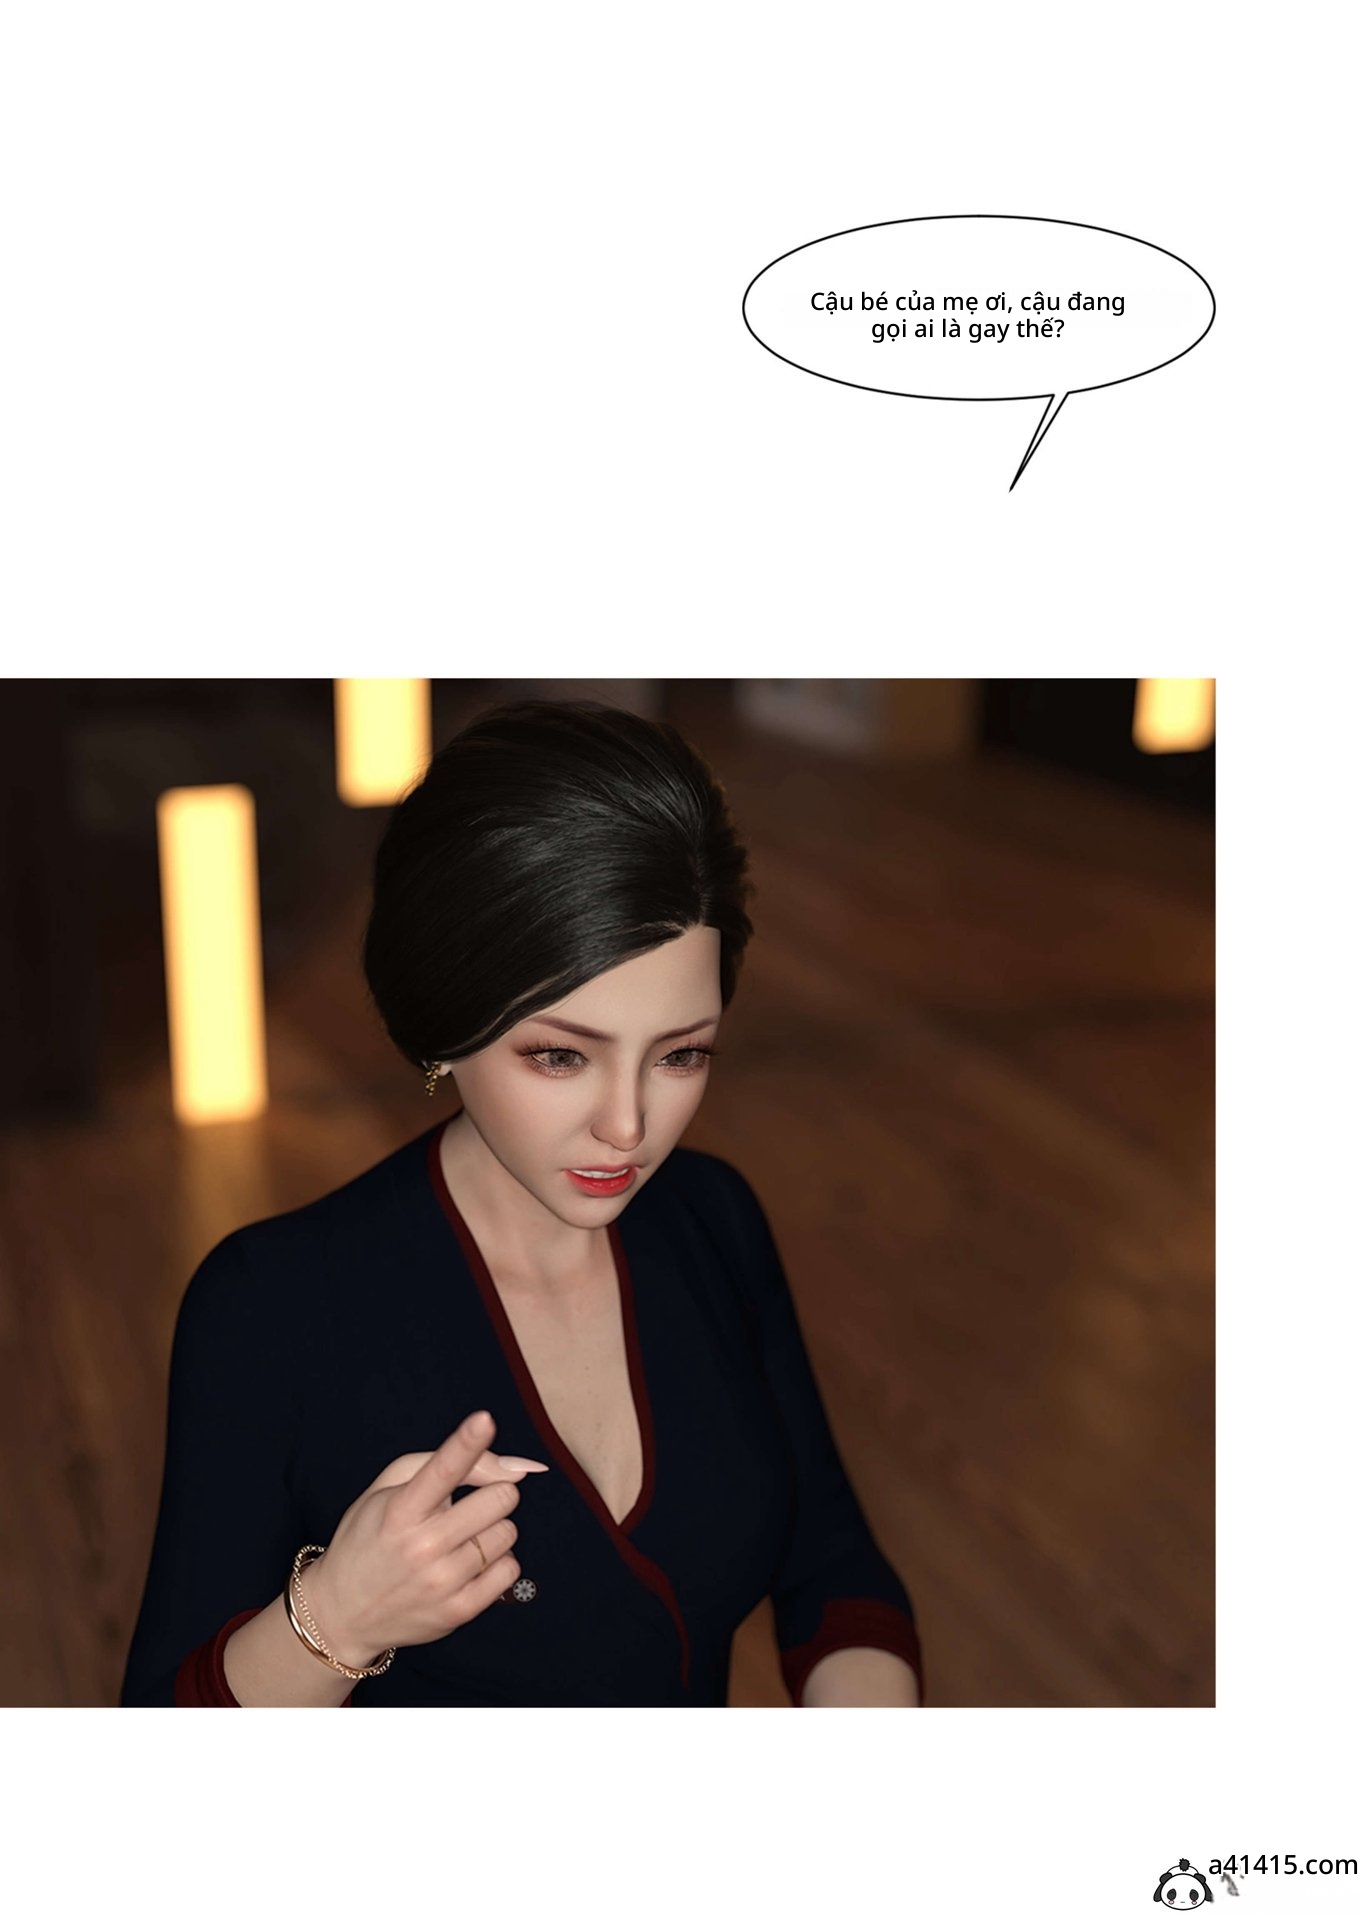 Cậu bé của mẹ ơi, cậu đang
gọi ai là gay thế?
a41415.com